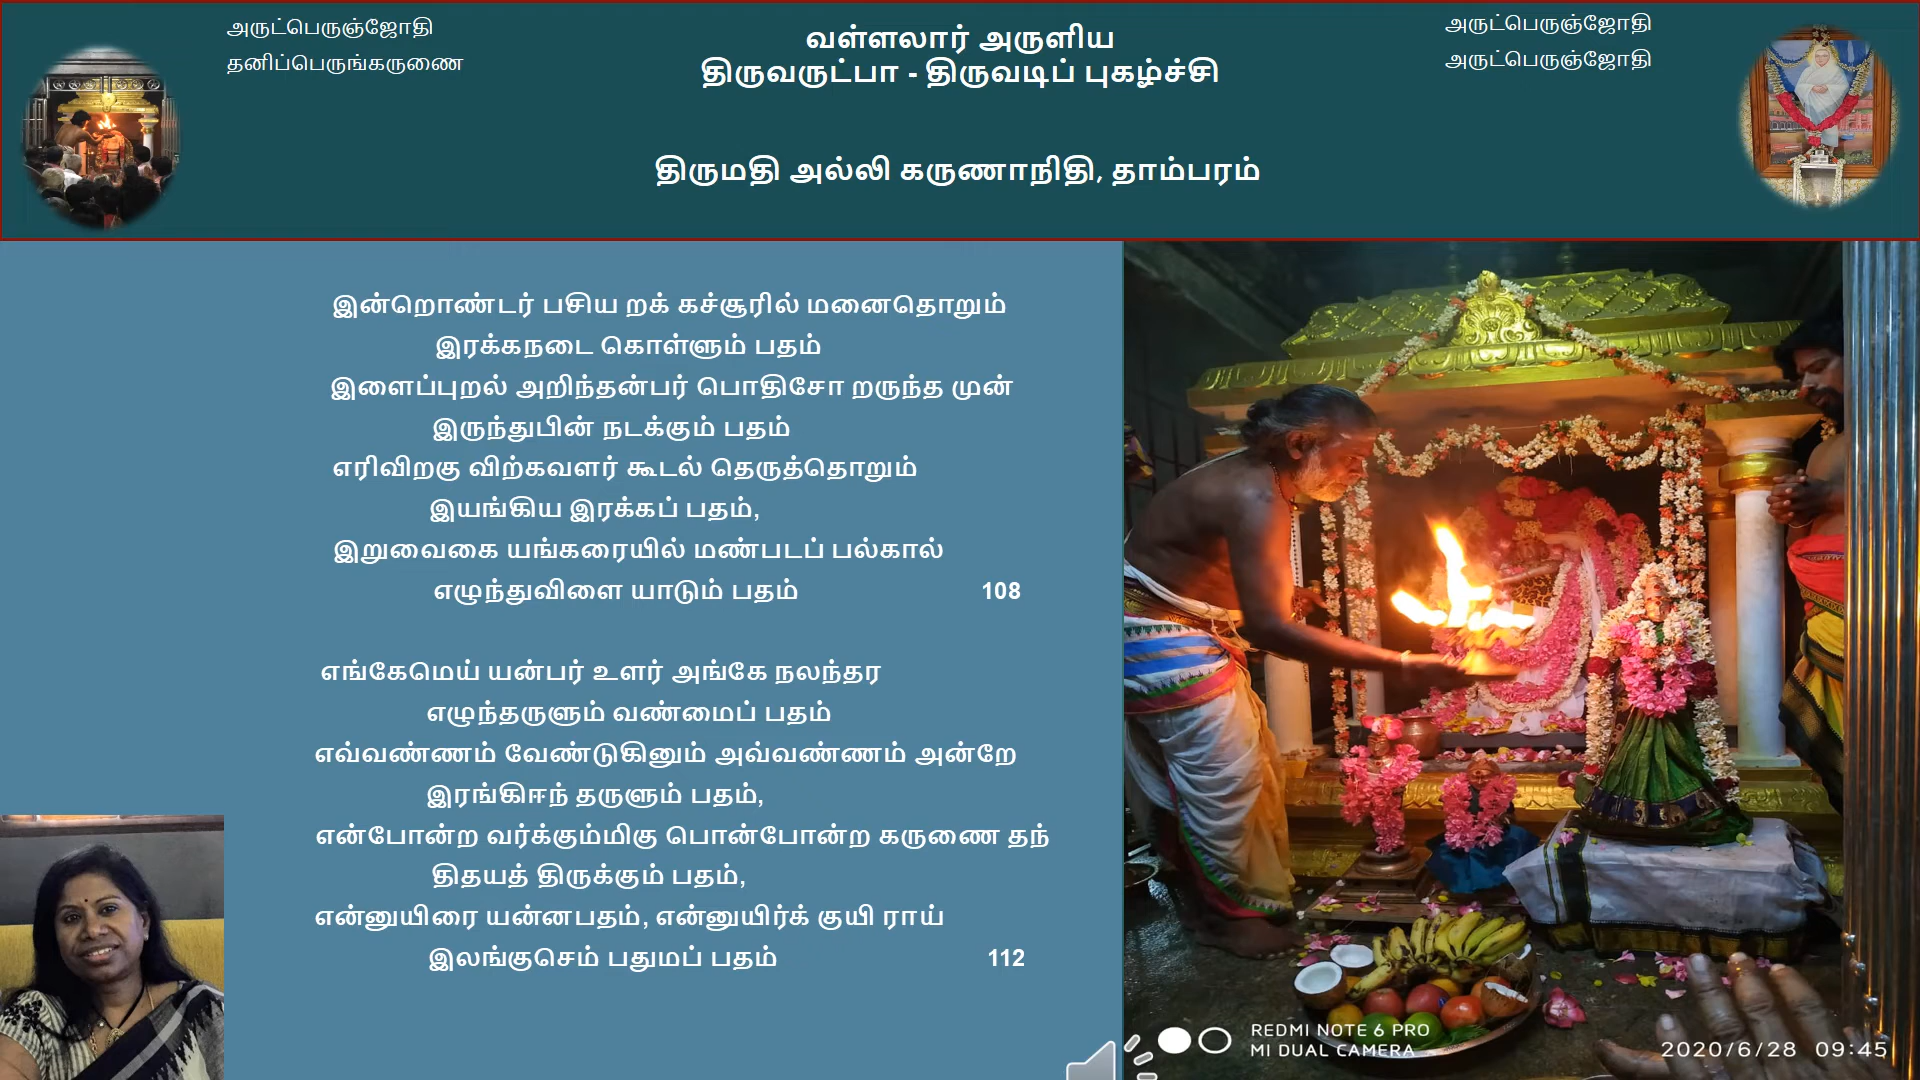 அருட்பெருஞ்ஜோதி
தனிப்பெருங்கருணை
வள்ளலார் அருளிய
திருவருட்பா - திருவடிப் புகழ்ச்சி
திருமதி அல்லி கருணாநிதி, தாம்பரம்
அருட்பெருஞ்ஜோதி
அருட்பெருஞ்ஜோதி
இன்றொண்டர் பசிய றக் கச்சூரில் மனைதொறும்
இரக்கநடை கொள்ளும் பதம்
இளைப்புறல் அறிந்தன்பர் பொதிசோ றருந்த முன்
இருந்துபின் நடக்கும் பதம்
எரிவிறகு விற்கவளர் கூடல் தெருத்தொறும்
இயங்கிய இரக்கப் பதம்,
இறுவைகை யங்கரையில் மண்படப் பல்கால்
எழுந்துவிளை யாடும் பதம் 108
எங்கேமெய் யன்பர் உளர் அங்கே நலந்தர
எழுந்தருளும் வண்மைப் பதம்
எவ்வண்ணம் வேண்டுகினும் அவ்வண்ணம் அன்றே
இரங்கிஈந் தருளும் பதம்,
என்போன்ற வர்க்கும்மிகு பொன்போன்ற கருணை தந்
திதயத் திருக்கும் பதம்,
என்னுயிரை யன்னபதம், என்னுயிர்க் குயி ராய்
இலங்குசெம் பதுமப் பதம் 112
REDMI NOTE 6 PRO
MI DUAL CAMERA
2020/6/28 09:45